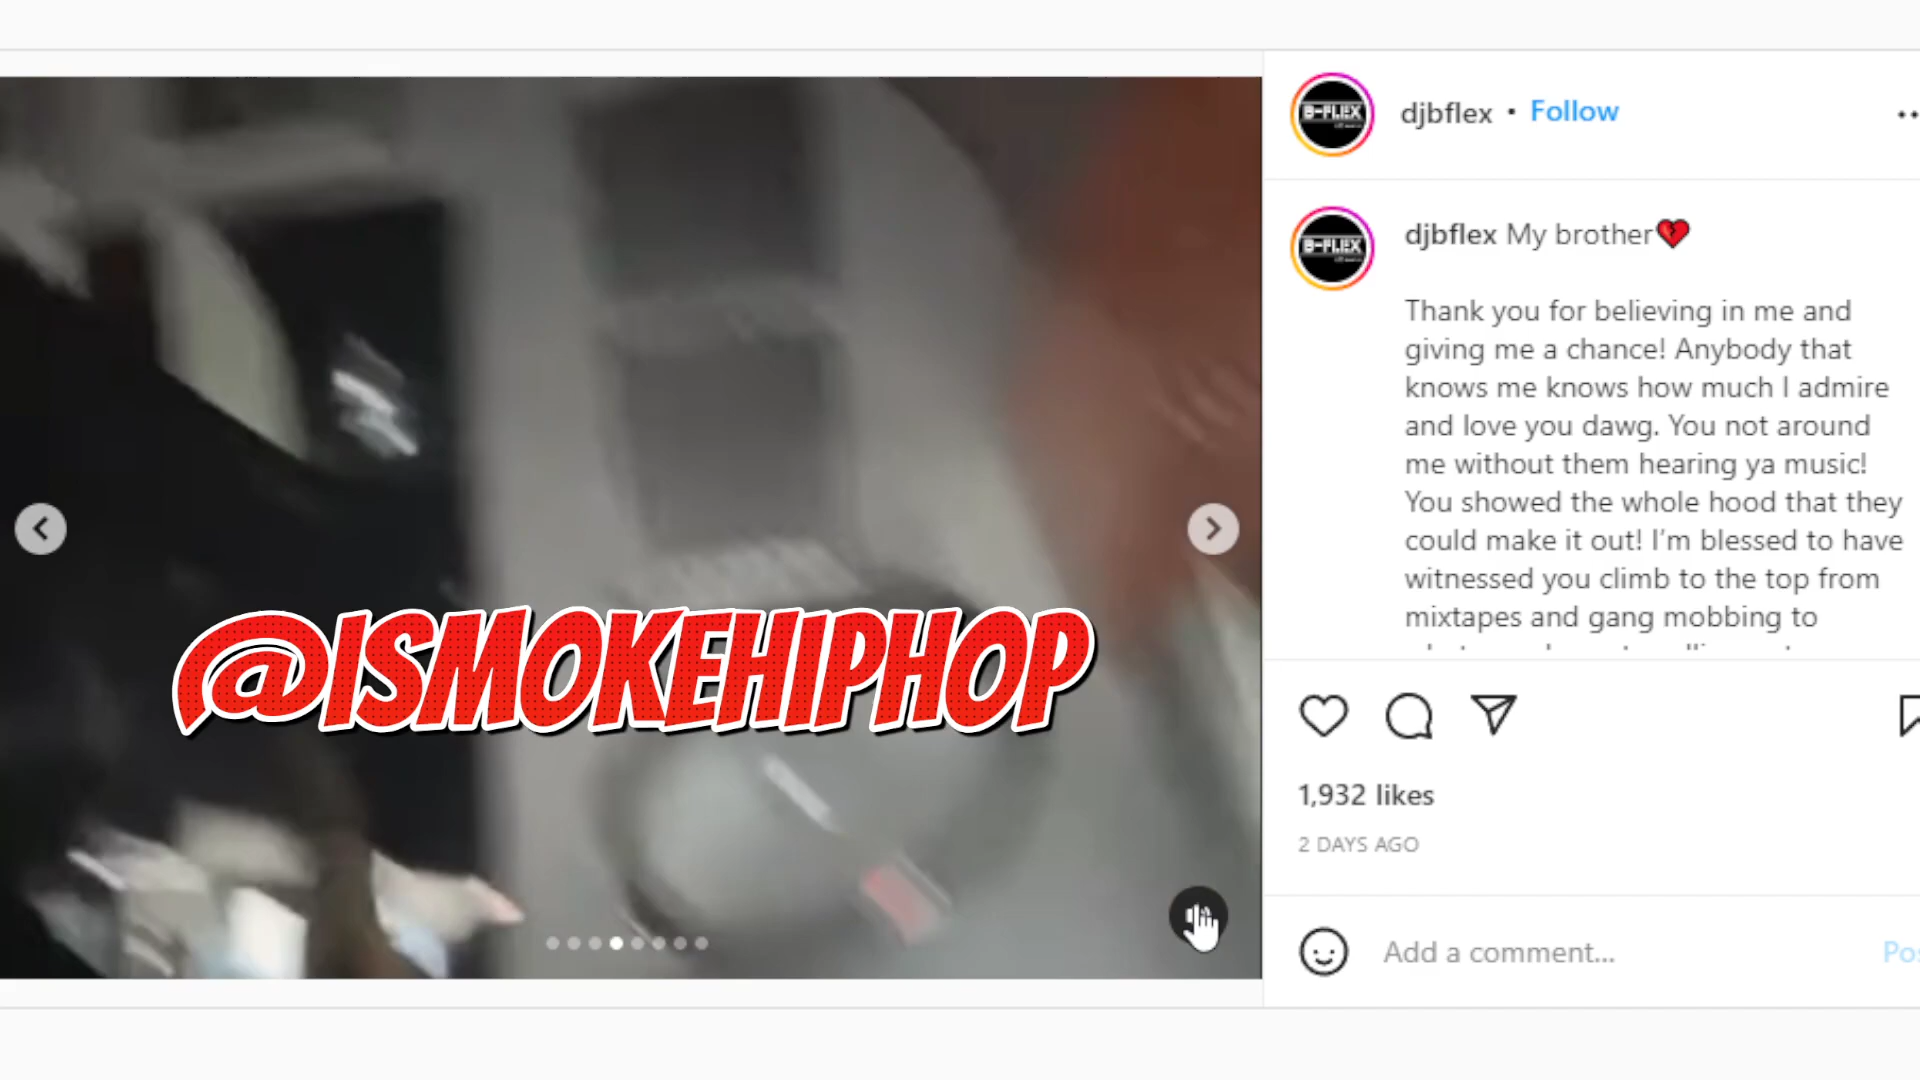 djbflex • Follow
B-FLEX
B-FLEX
djbflex My brother💔
Thank you for believing in me and
giving me a chance! Anybody that
knows me knows how much I admire
and love you dawg. You not around
me without them hearing ya music!
You showed the whole hood that they
could make it out! I'm blessed to have
witnessed you climb to the top from
mixtapes and gang mobbing to
@ISMOKEHIPHOP
1,932 likes
2 DAYS AGO
Add a comment...